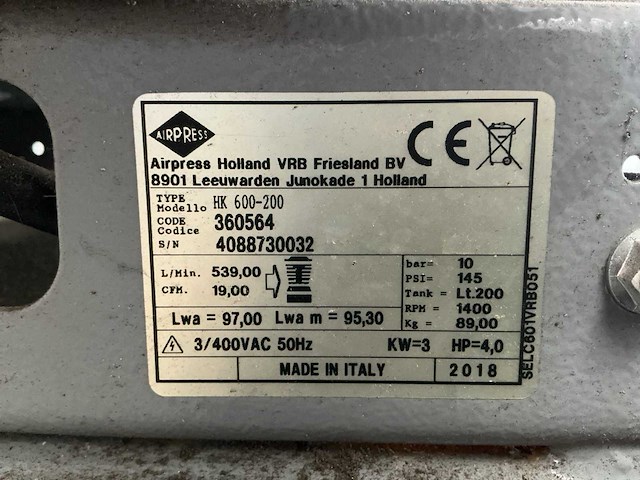 AIRPRESS
CE
Airpress Holland VRB Friesland BV
8901 Leeuwarden Junokade 1 Holland
TYPE
Modello HK 600-200
CODE
Codice 360564
S/N 4088730032
L/Min. 539,00
CFM. 19,00
bar= 10
PSI= 145
Tank = Lt.200
RPM = 1400
Kg = 89,00
Lwa = 97,00 Lwa m = 95,30
3/400VAC 50Hz KW=3 HP=4,0
MADE IN ITALY 2018
SELC601VRB051